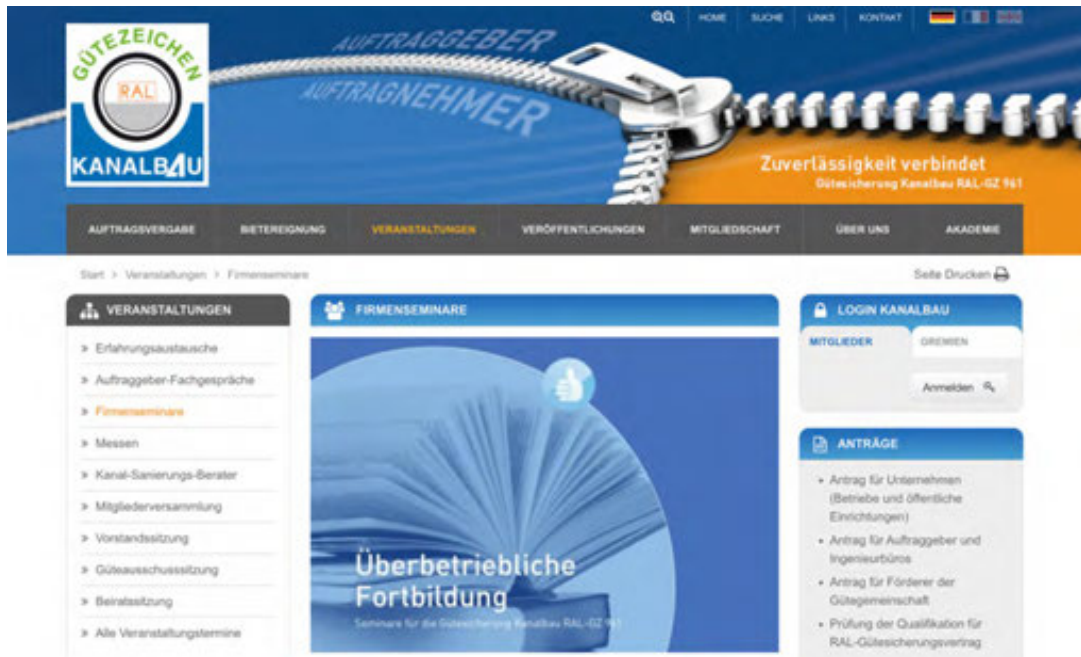 HOME SUCHE LINKS KONTAKT
GÜTEZEICHEN
RAL
KANALBAU
AUFTRAGGEBER
AUFTRAGNEHMER
Zuverlässigkeit verbindet
Gütesicherung Kanalbau RAL-GZ 961
AUFTRAGSVERGABE BIETEREIGNUNG VERANSTALTUNGEN VERÖFFENTLICHUNGEN MITGLIEDSCHAFT ÜBER UNS AKADEMIE
Start > Veranstaltungen > Firmenseminare
Seite Drucken
VERANSTALTUNGEN
» Erfahrungsaustausche
» Auftraggeber-Fachgespräche
» Firmenseminare
» Messen
» Kanal-Sanierungs-Berater
» Mitgliederversammlung
» Vorstandssitzung
» Güteausschusssitzung
» Beiratssitzung
» Alle Veranstaltungstermine
FIRMENSEMINARE
Überbetriebliche
Fortbildung
Seminare für die Gütesicherung Kanalbau RAL-GZ 961
LOGIN KANALBAU
MITGLIEDER GREMIEN
Anmelden
ANTRÄGE
• Antrag für Unternehmen
(Betriebe und öffentliche
Einrichtungen)
• Antrag für Auftraggeber und
Ingenieurbüros
• Antrag für Förderer der
Gütegemeinschaft
• Prüfung der Qualifikation für
RAL-Gütesicherungsvertrag